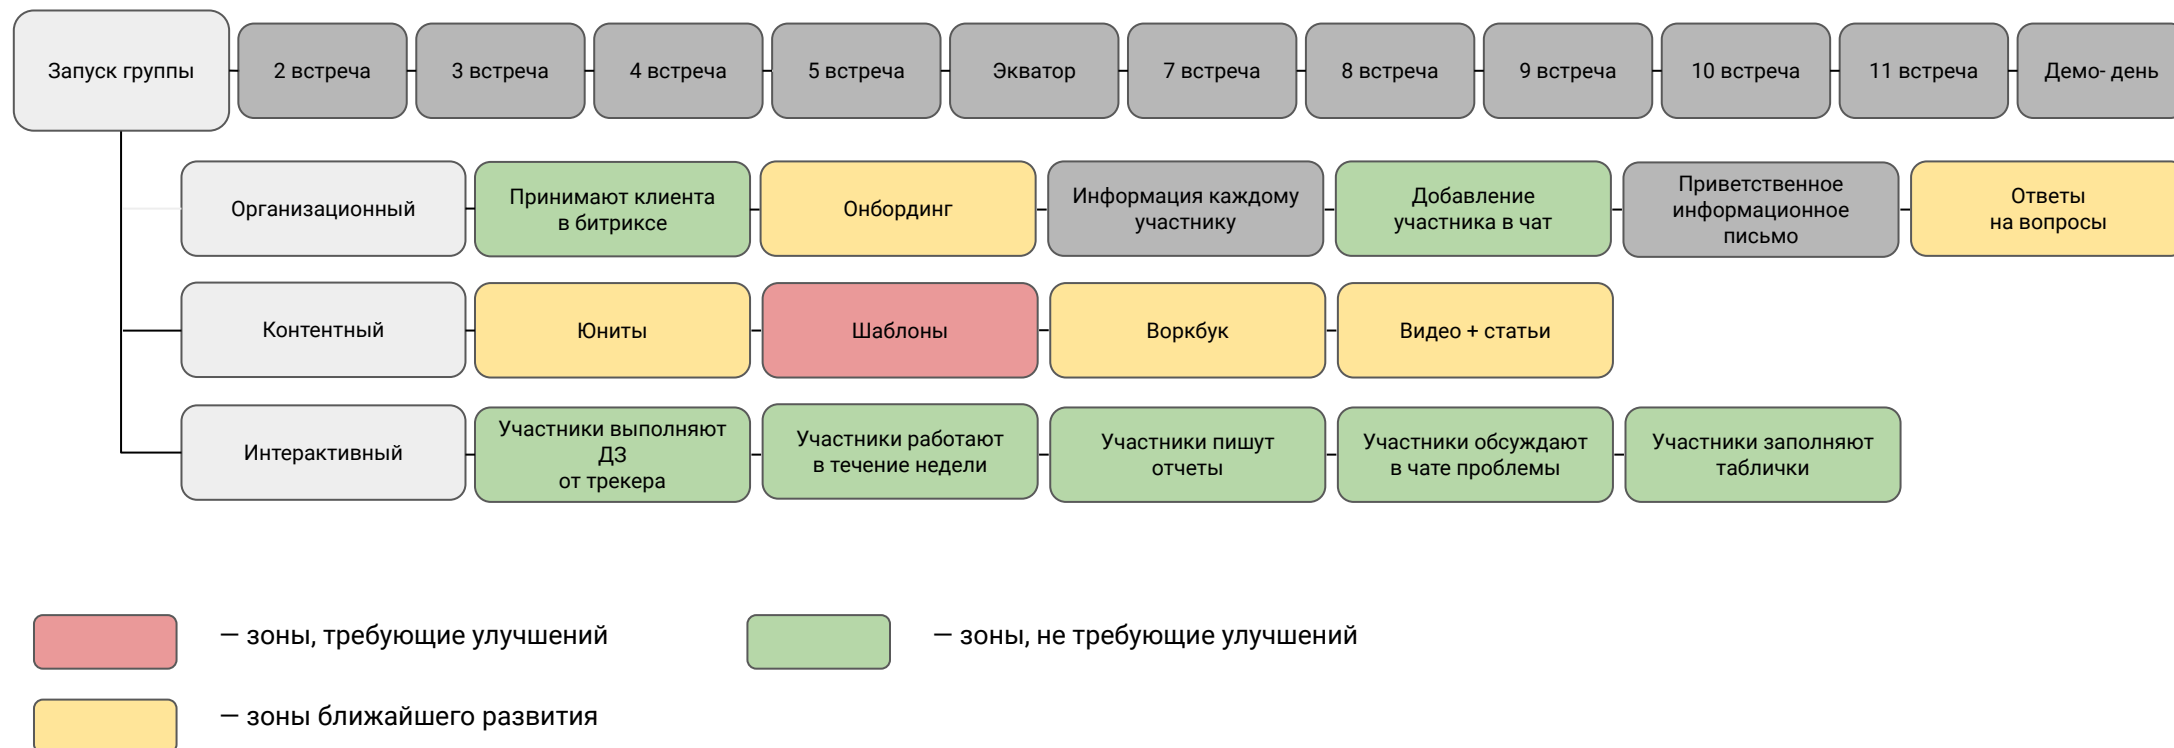 Запуск группы
2 встреча
3 встреча
4 встреча
5 встреча
Экватор
7 встреча
8 встреча
9 встреча
10 встреча
11 встреча
Демо- день
Организационный
Принимают клиента
в битриксе
Онбординг
Информация каждому
участнику
Добавление
участника в чат
Приветственное
информационное
письмо
Ответы
на вопросы
Контентный
Юниты
Шаблоны
Воркбук
Видео + статьи
Интерактивный
Участники выполняют
ДЗ
от трекера
Участники работают
в течение недели
Участники пишут
отчеты
Участники обсуждают
в чате проблемы
Участники заполняют
таблички
— зоны, требующие улучшений
— зоны, не требующие улучшений
— зоны ближайшего развития